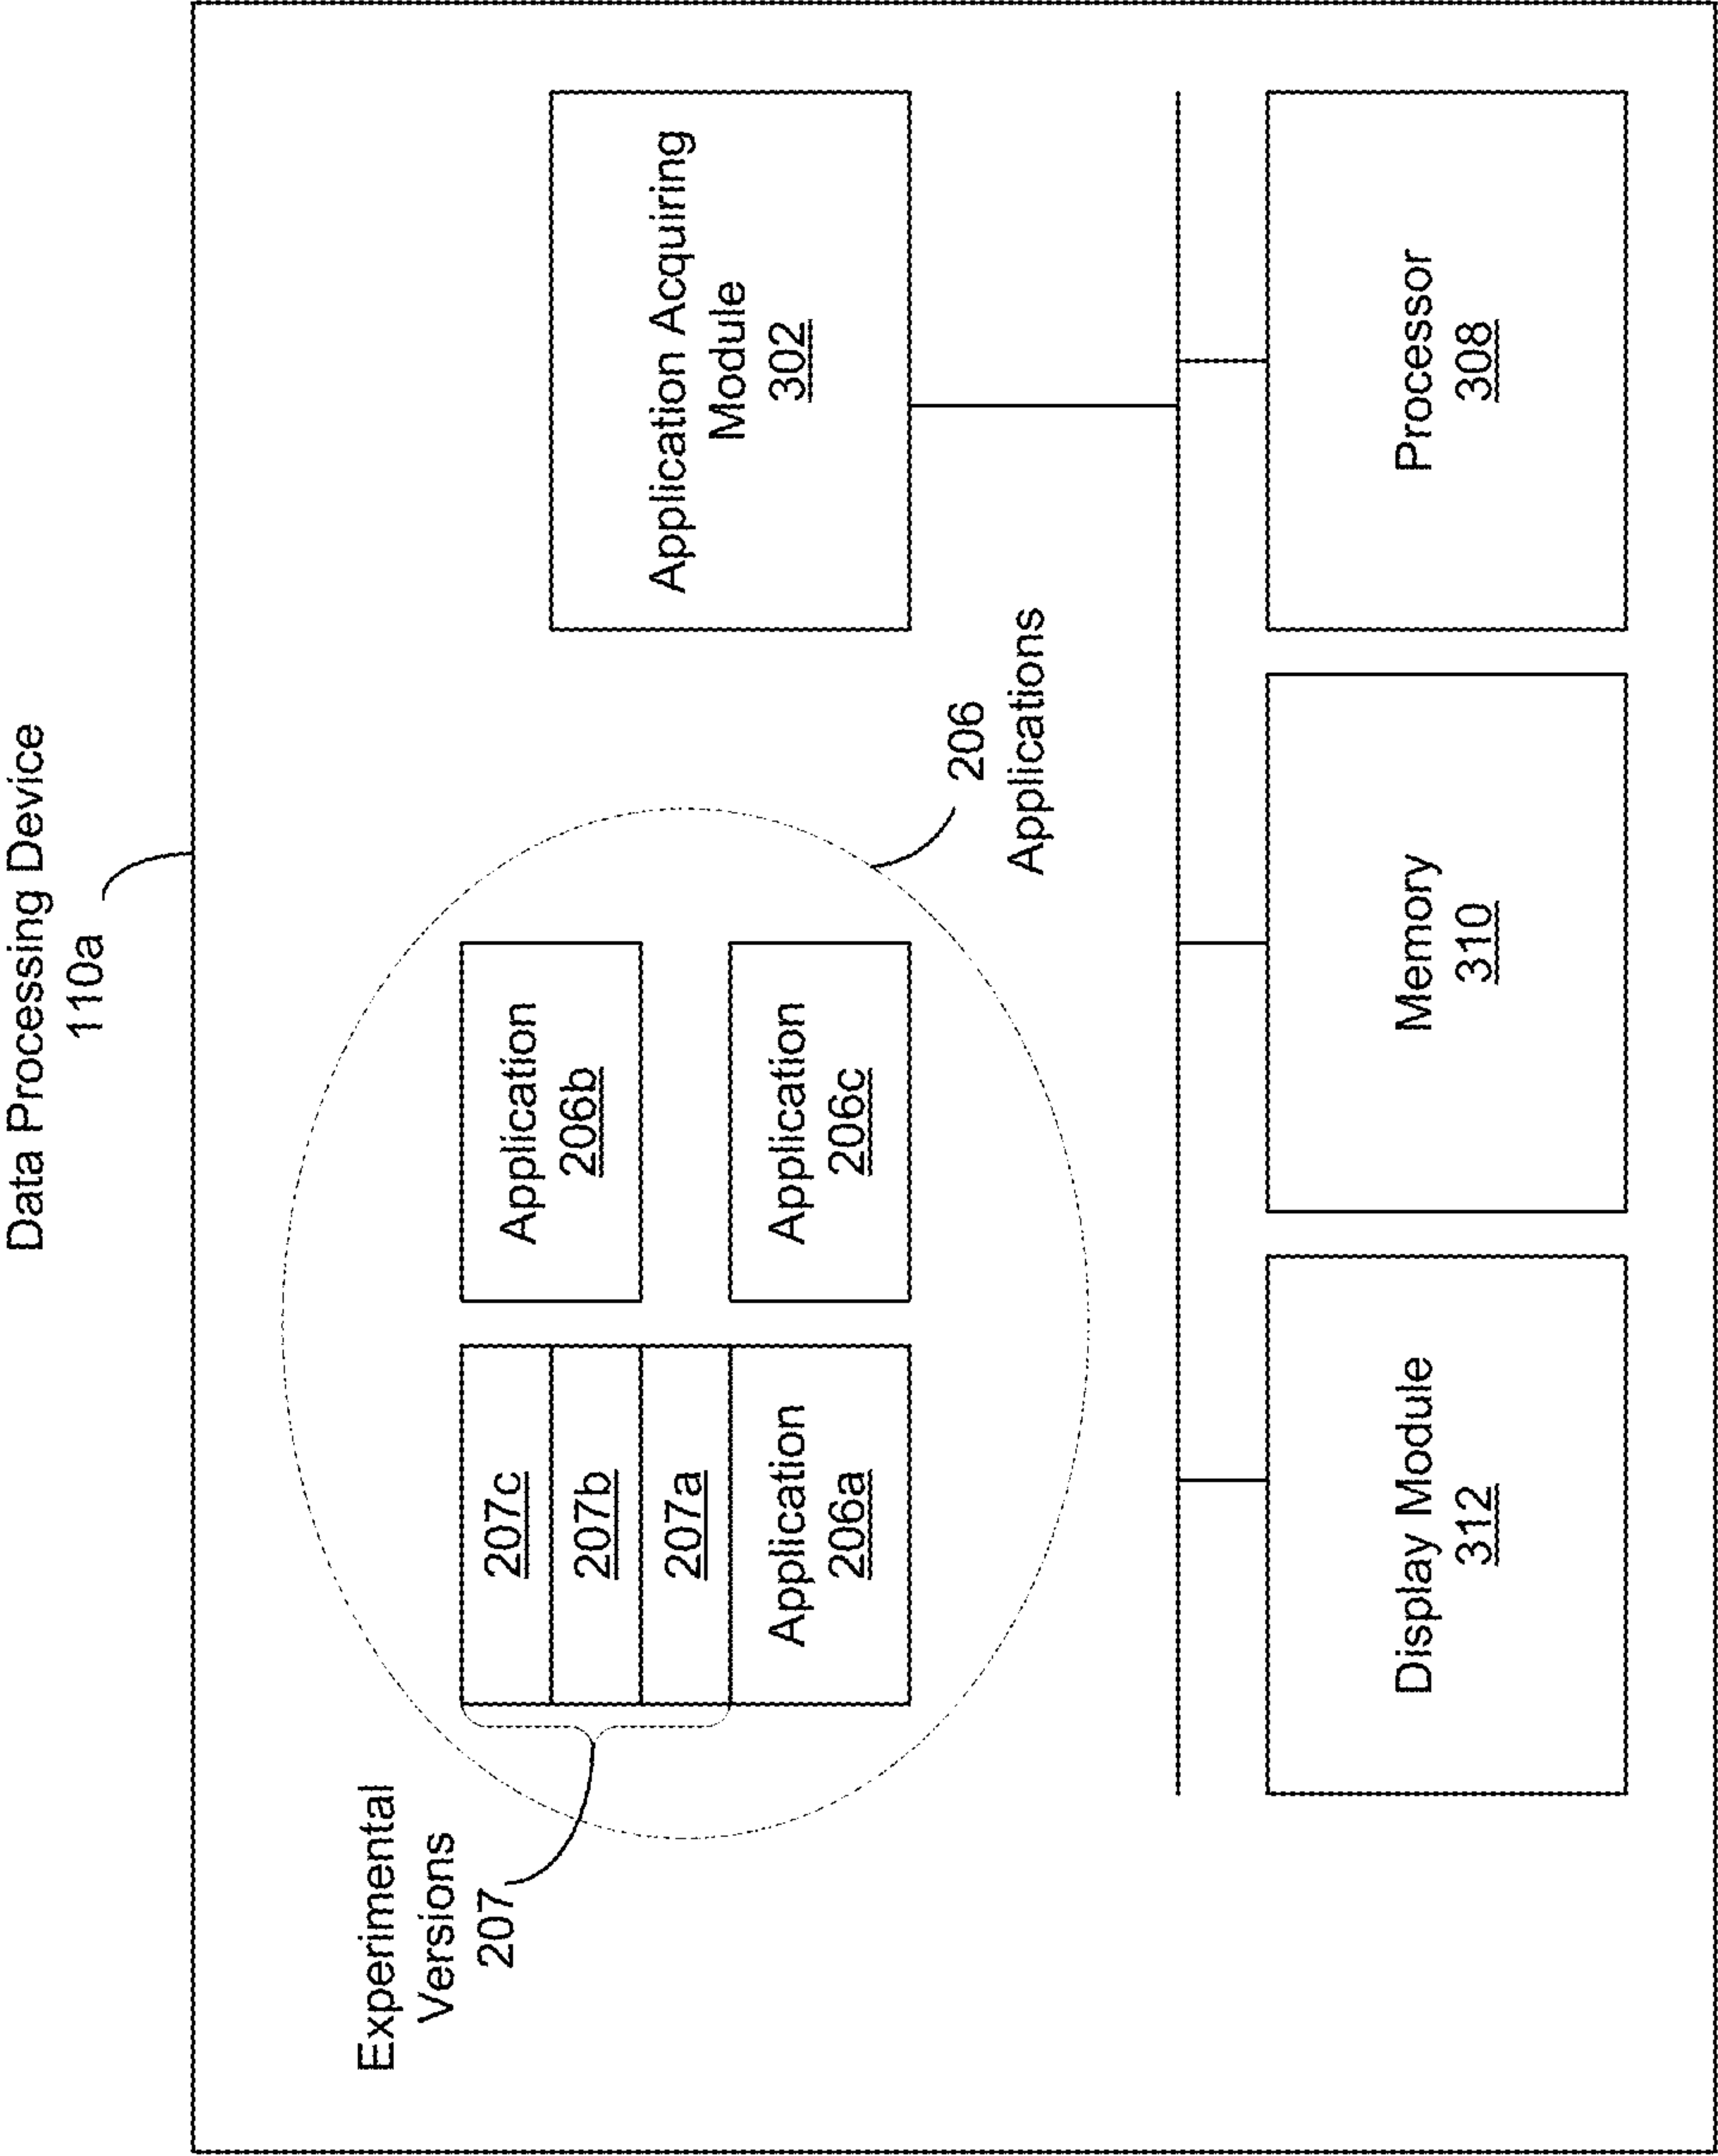 Data Processing Device
110a
Experimental
Versions
207
207c
207b
207a
Application
206a
Application
206b
Application
206c
206
Applications
Application Acquiring
Module
302
Display Module
312
Memory
310
Processor
308